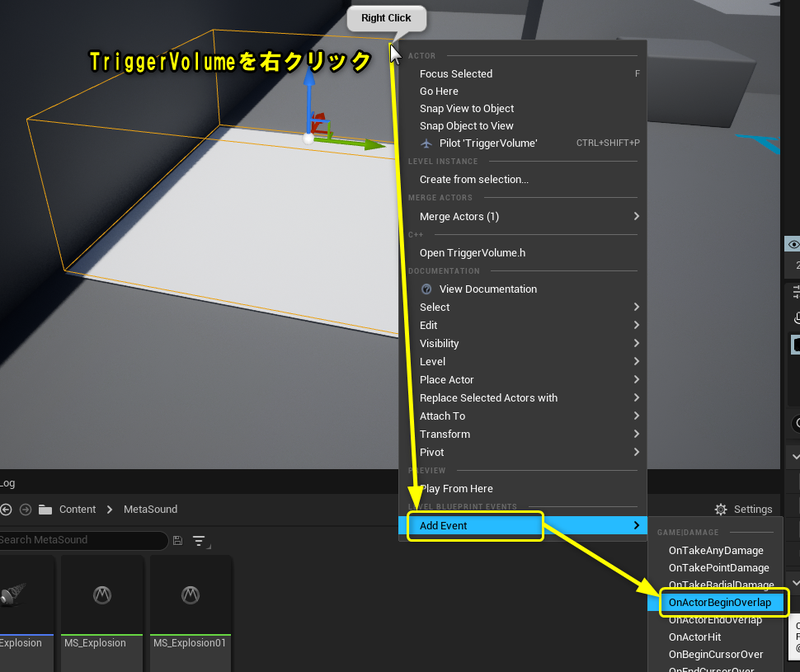 Right Click
TriggerVolumeを右クリック
ACTOR
Focus Selected F
Go Here
Snap View to Object
Snap Object to View
Pilot 'TriggerVolume' CTRL+SHIFT+P
LEVEL INSTANCE
Create from selection...
MERGE ACTORS
Merge Actors (1)
C++
Open TriggerVolume.h
DOCUMENTATION
View Documentation
Select
Edit
Visibility
Level
Place Actor
Replace Selected Actors with
Attach To
Transform
Pivot
PREVIEW
Play From Here
LEVEL BLUEPRINT EVENTS
Add Event
Log
Content MetaSound
Settings
Search MetaSound
GAME|DAMAGE
OnTakeAnyDamage
OnTakePointDamage
OnTakeRadialDamage
OnActorBeginOverlap
OnActorEndOverlap
OnActorHit
OnBeginCursorOver
OnEndCursorOver
Explosion
MS_Explosion
MS_Explosion01